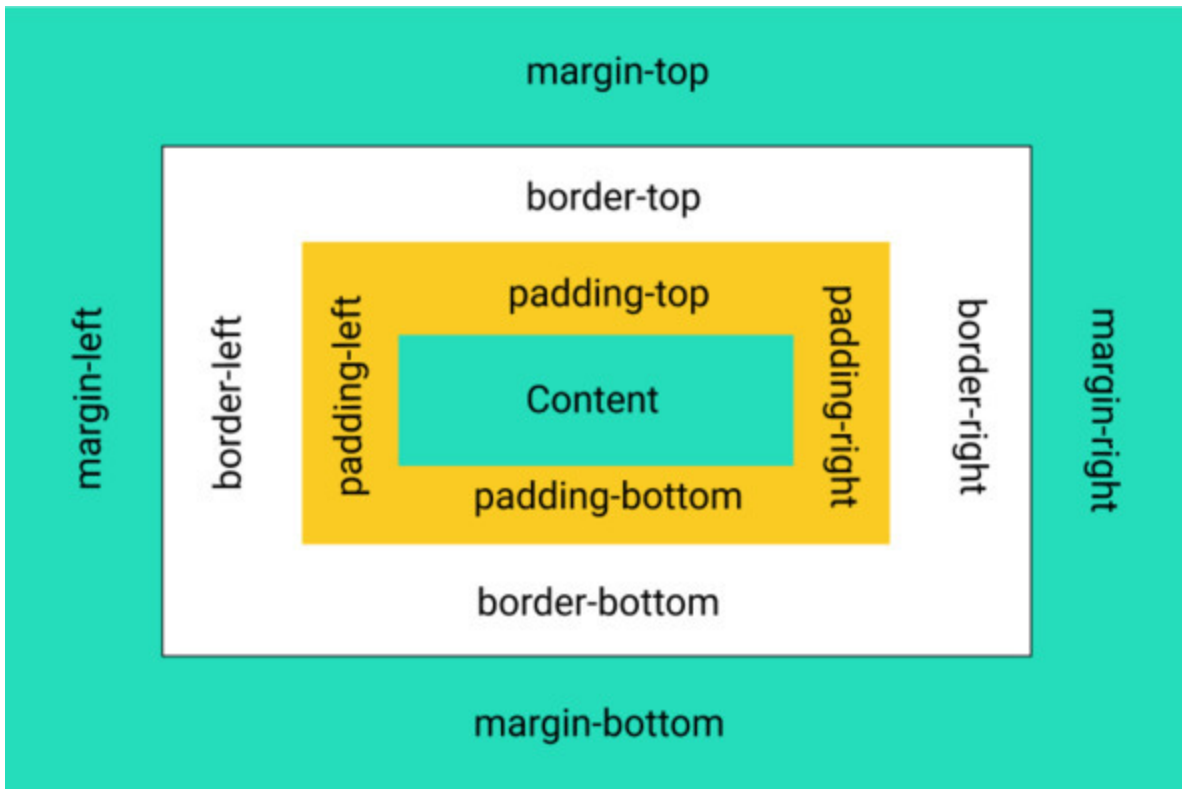 margin-top
border-top
padding-top
margin-left
border-left
padding-left
Content
padding-right
border-right
margin-right
padding-bottom
border-bottom
margin-bottom